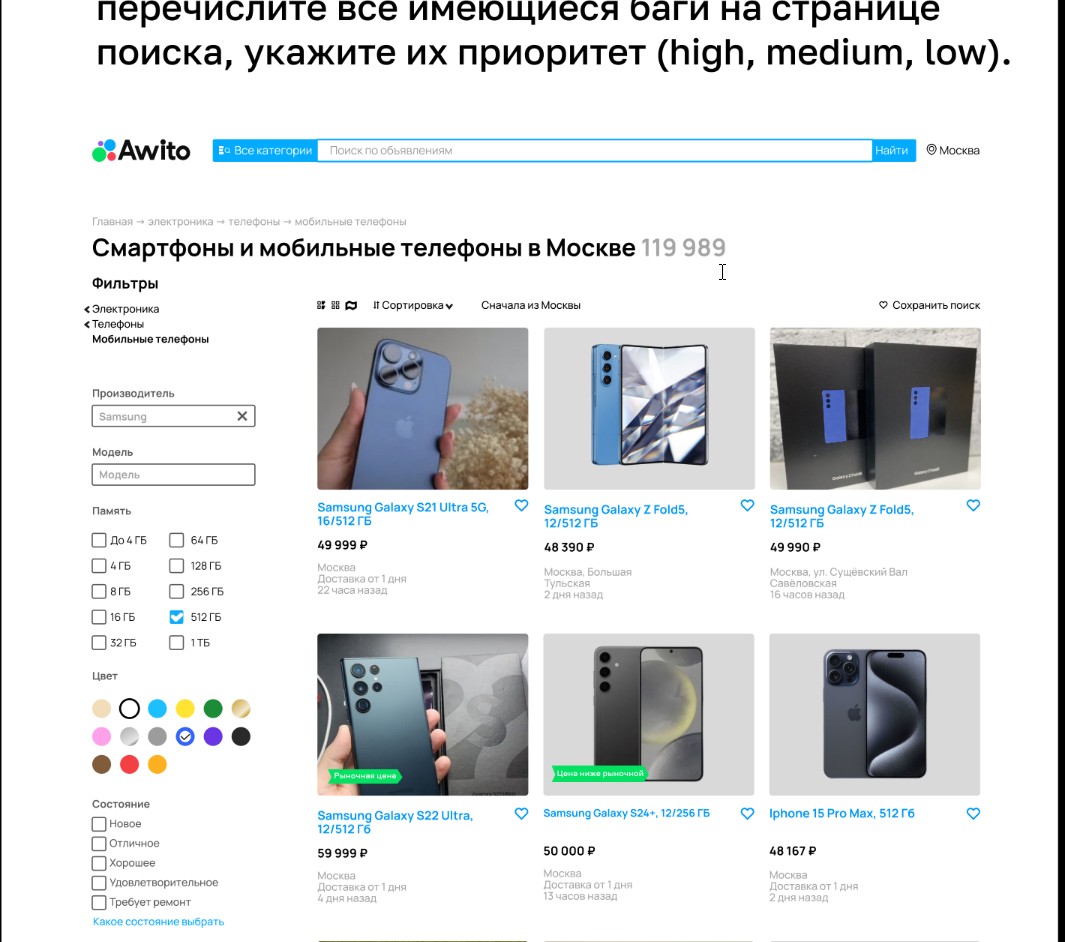 перечислите все имеющиеся баги на странице
поиска, укажите их приоритет (high, medium, low).
Awito
Все категории
Поиск по объявлениям
Найти
Москва
Главная → электроника → телефоны → мобильные телефоны
Смартфоны и мобильные телефоны в Москве 119 989
Фильтры
Электроника
Телефоны
Мобильные телефоны
Производитель
Samsung
Модель
Модель
Память
До 4 ГБ
64 ГБ
4 ГБ
128 ГБ
8 ГБ
256 ГБ
16 ГБ
512 ГБ
32 ГБ
1 ТБ
Цвет
Состояние
Новое
Отличное
Хорошее
Удовлетворительное
Требует ремонт
Какое состояние выбрать
Сортировка
Сначала из Москвы
Сохранить поиск
Samsung Galaxy S21 Ultra 5G,
16/512 ГБ
49 999 ₽
Москва
Доставка от 1 дня
22 часа назад
Samsung Galaxy Z Fold5,
12/512 ГБ
48 390 ₽
Москва, Большая
Тульская
2 дня назад
Galaxy Z Fold5
Samsung Galaxy Z Fold5,
12/512 ГБ
49 990 ₽
Москва, ул. Сущёвский Вал
Савёловская
16 часов назад
Рыночная цена
Samsung Galaxy S22 Ultra,
12/512 Гб
59 999 ₽
Москва
Доставка от 1 дня
4 дня назад
Цена ниже рыночной
Samsung Galaxy S24+, 12/256 ГБ
50 000 ₽
Москва
Доставка от 1 дня
13 часов назад
Iphone 15 Pro Max, 512 Гб
48 167 ₽
Москва
Доставка от 1 дня
2 дня назад